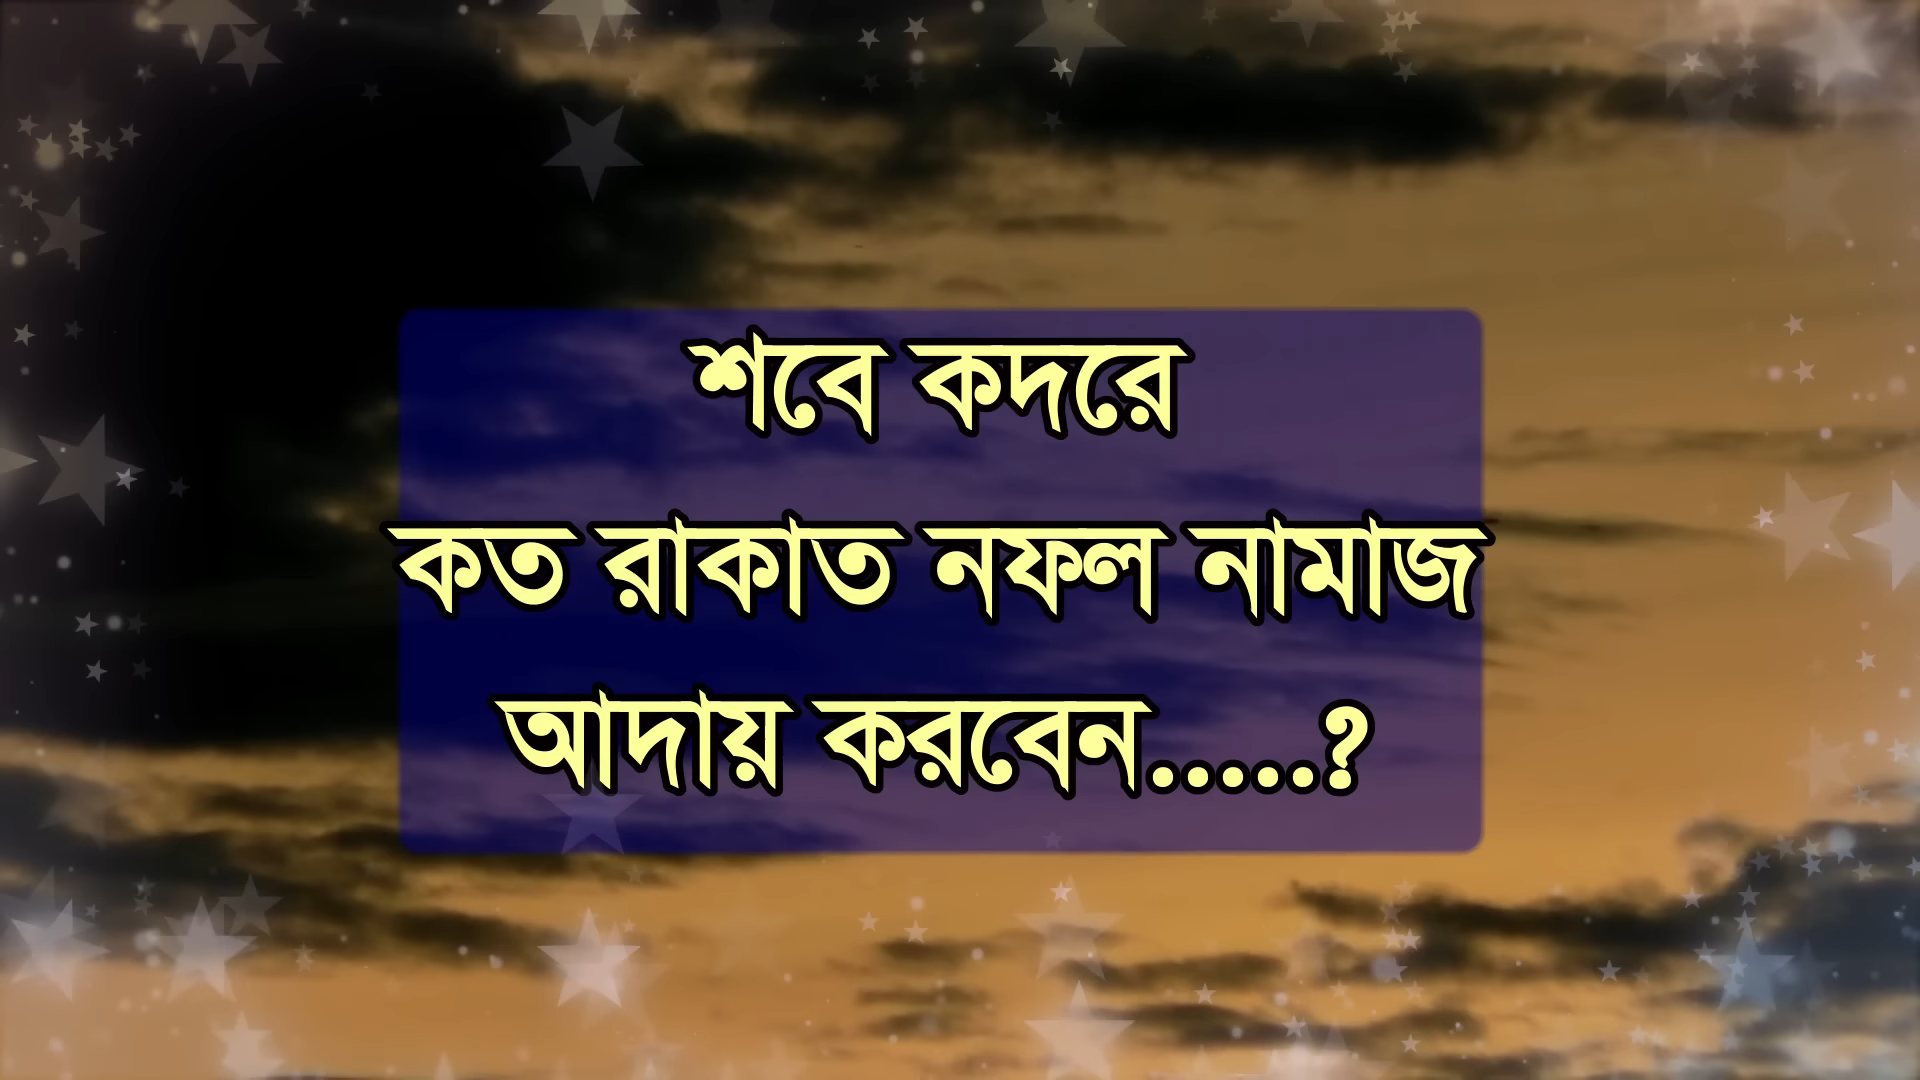 শবে কদরে
কত রাকাত নফল নামাজ
আদায় করবেন.....?